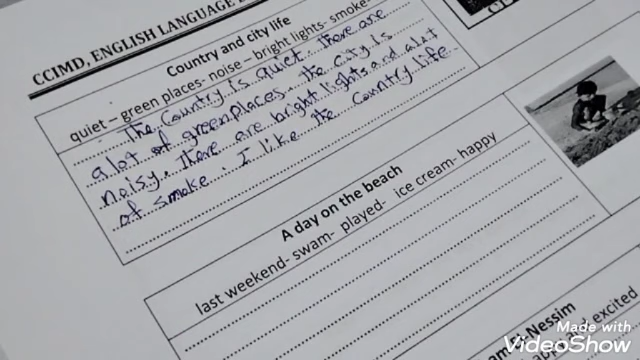 CCIMD, ENGLISH LANGUAGE
Country and city life
quiet – green places- noise – bright lights- smoke-
The Country is quiet. There are
a lot of green places. The city is
noisy. There are bright lights and a lot
of smoke. I like the country life.
A day on the beach
last weekend- swam- played- ice cream- happy
-Nessim
excited
Made with
VideoShow